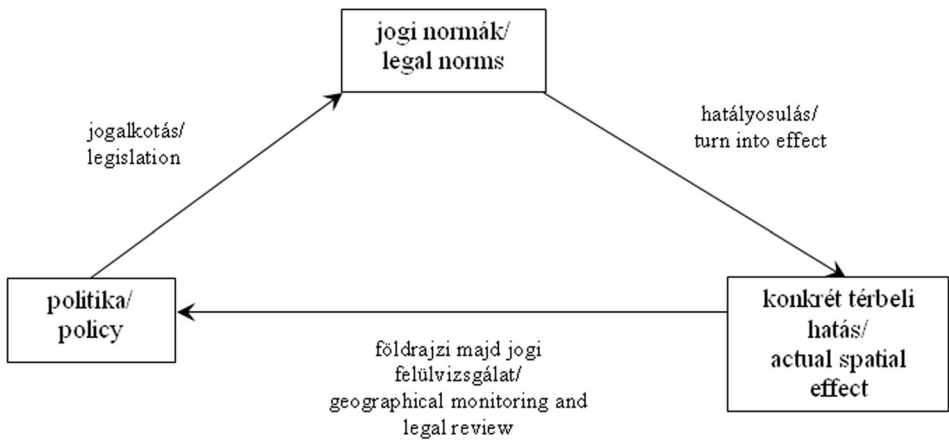 jogi normák/
legal norms
jogalkotás/
legislation
hatályosulás/
turn into effect
politika/
policy
konkrét térbeli
hatás/
actual spatial
effect
földrajzi majd jogi
felülvizsgálat/
geographical monitoring and
legal review